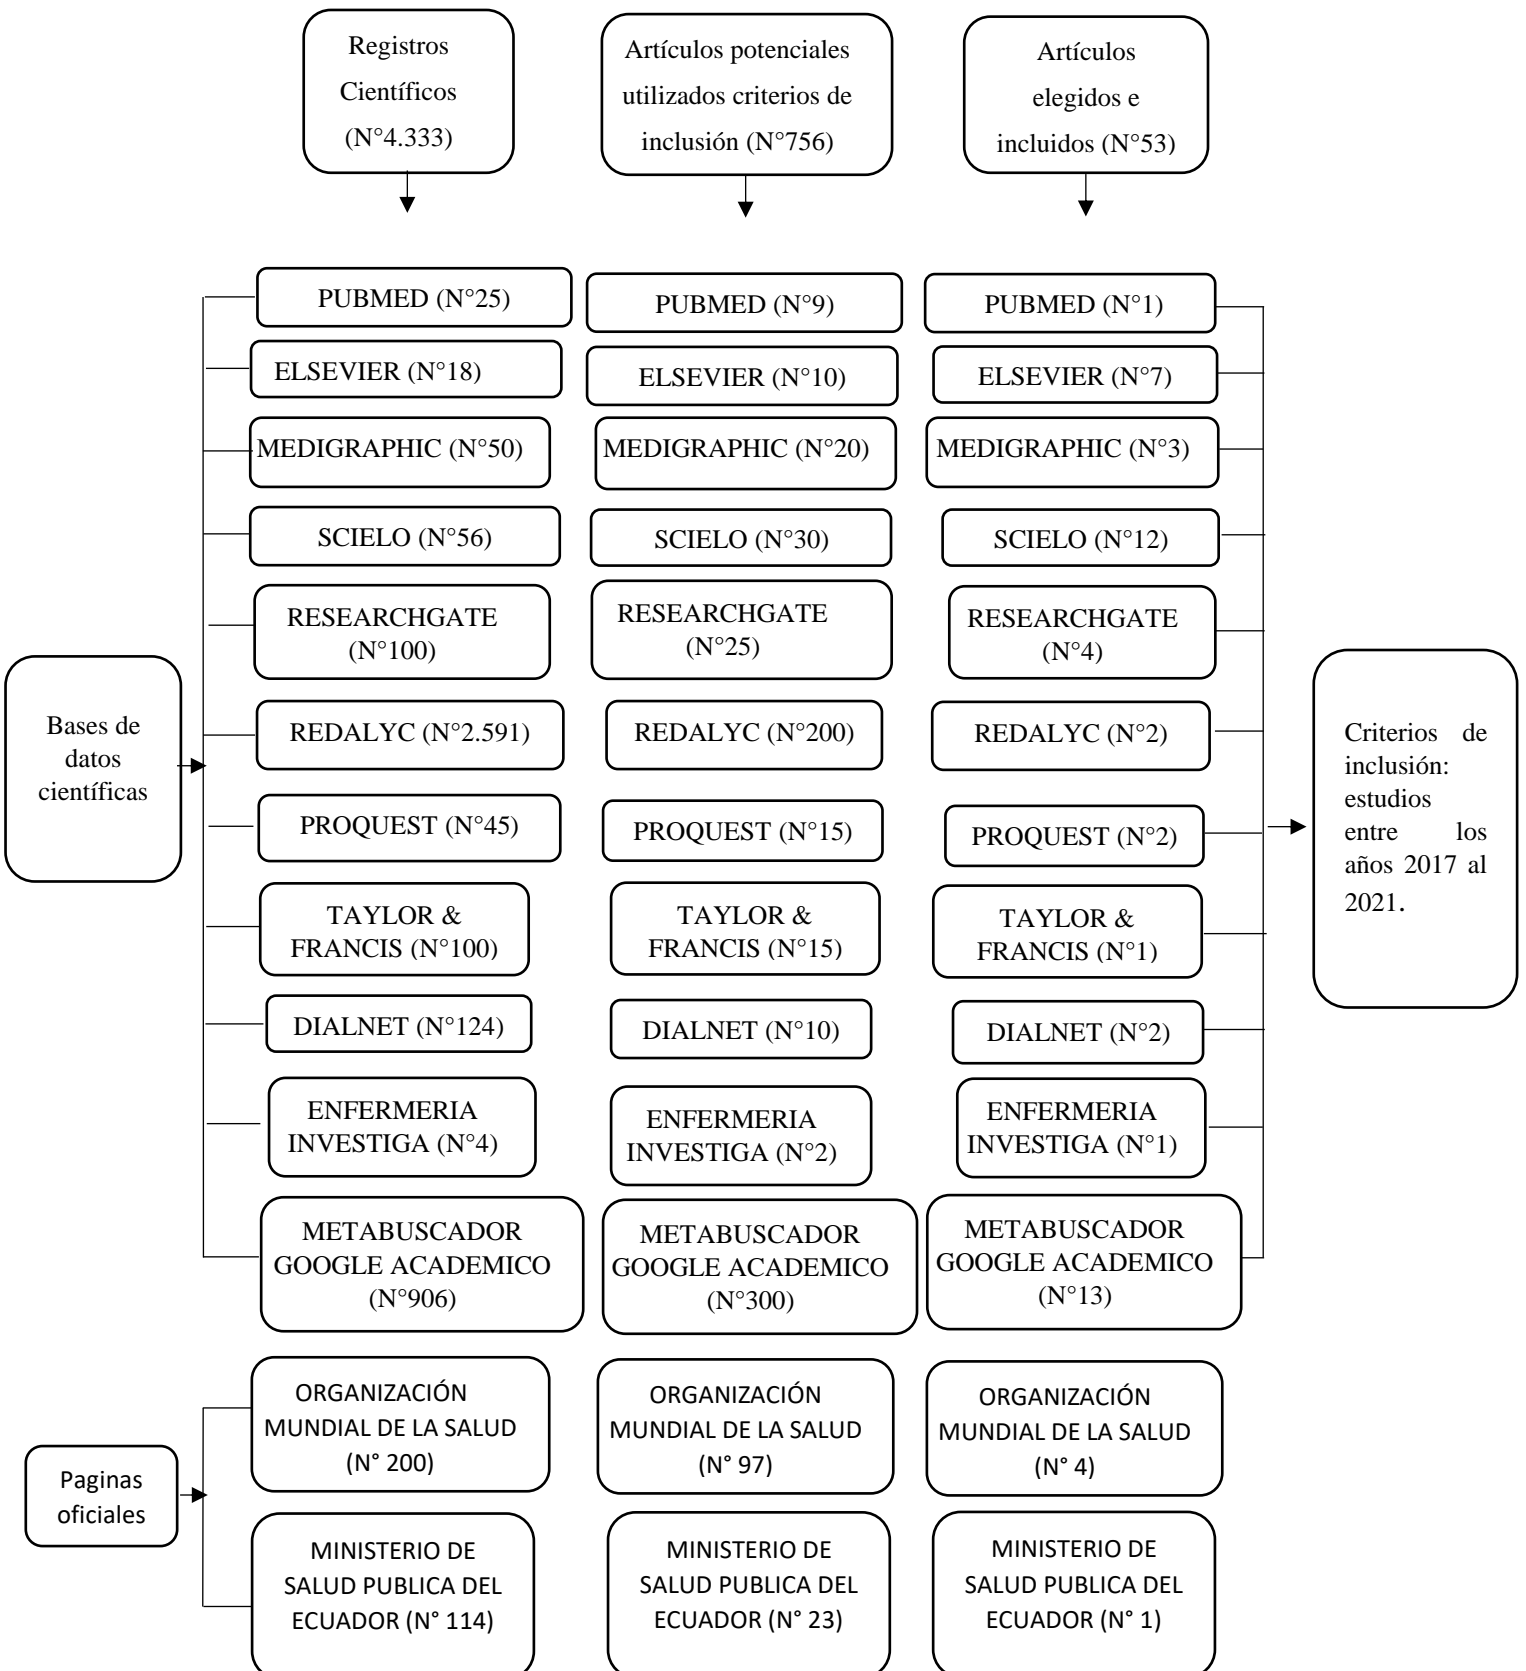 Registros
Científicos
(N°4.333)
Artículos potenciales
utilizados criterios de
inclusión (N°756)
Artículos
elegidos e
incluidos (N°53)
PUBMED (N°25)
PUBMED (N°9)
PUBMED (N°1)
ELSEVIER (N°18)
ELSEVIER (N°10)
ELSEVIER (N°7)
MEDIGRAPHIC (N°50)
MEDIGRAPHIC (N°20)
MEDIGRAPHIC (N°3)
SCIELO (N°56)
SCIELO (N°30)
SCIELO (N°12)
RESEARCHGATE
(N°100)
RESEARCHGATE
(N°25)
RESEARCHGATE
(N°4)
Bases de
datos
científicas
REDALYC (N°2.591)
REDALYC (N°200)
REDALYC (N°2)
Criterios de
inclusión:
estudios
entre los
años 2017 al
2021.
PROQUEST (N°45)
PROQUEST (N°15)
PROQUEST (N°2)
TAYLOR &
FRANCIS (N°100)
TAYLOR &
FRANCIS (N°15)
TAYLOR &
FRANCIS (N°1)
DIALNET (N°124)
DIALNET (N°10)
DIALNET (N°2)
ENFERMERIA
INVESTIGA (N°4)
ENFERMERIA
INVESTIGA (N°2)
ENFERMERIA
INVESTIGA (N°1)
METABUSCADOR
GOOGLE ACADEMICO
(N°906)
METABUSCADOR
GOOGLE ACADEMICO
(N°300)
METABUSCADOR
GOOGLE ACADEMICO
(N°13)
Paginas
oficiales
ORGANIZACIÓN
MUNDIAL DE LA SALUD
(N° 200)
ORGANIZACIÓN
MUNDIAL DE LA SALUD
(N° 97)
ORGANIZACIÓN
MUNDIAL DE LA SALUD
(N° 4)
MINISTERIO DE
SALUD PUBLICA DEL
ECUADOR (N° 114)
MINISTERIO DE
SALUD PUBLICA DEL
ECUADOR (N° 23)
MINISTERIO DE
SALUD PUBLICA DEL
ECUADOR (N° 1)